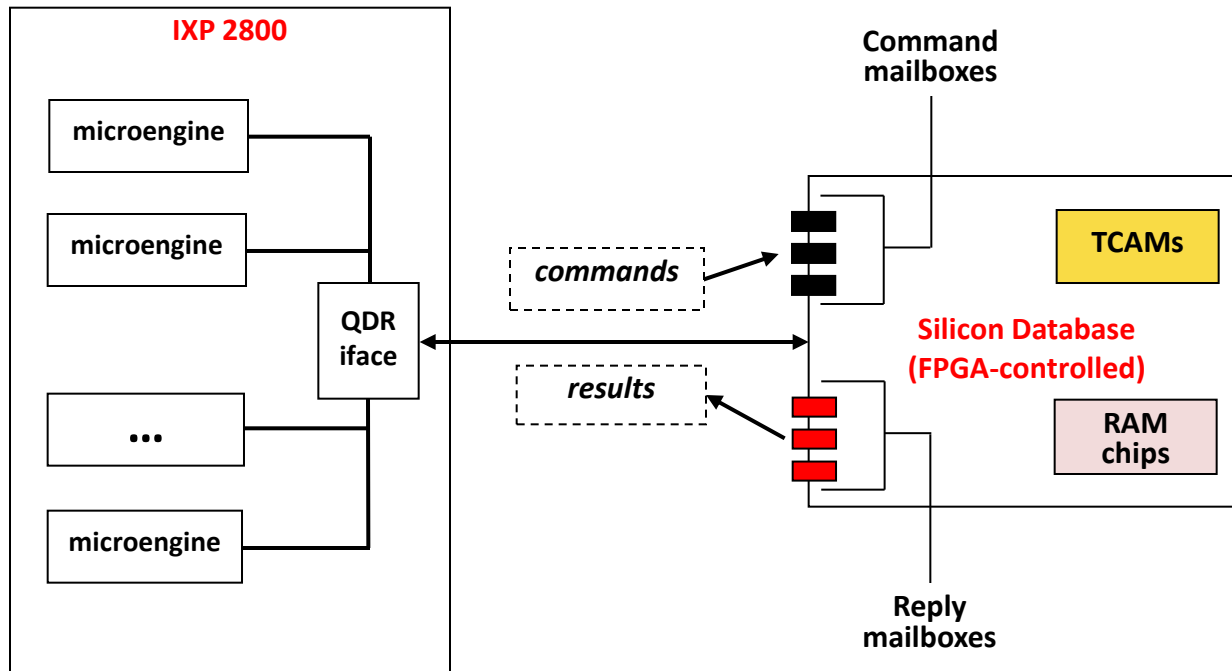 IXP 2800
microengine
microengine
QDR
iface
...
microengine
commands
results
Command
mailboxes
TCAMs
Silicon Database
(FPGA-controlled)
RAM
chips
Reply
mailboxes